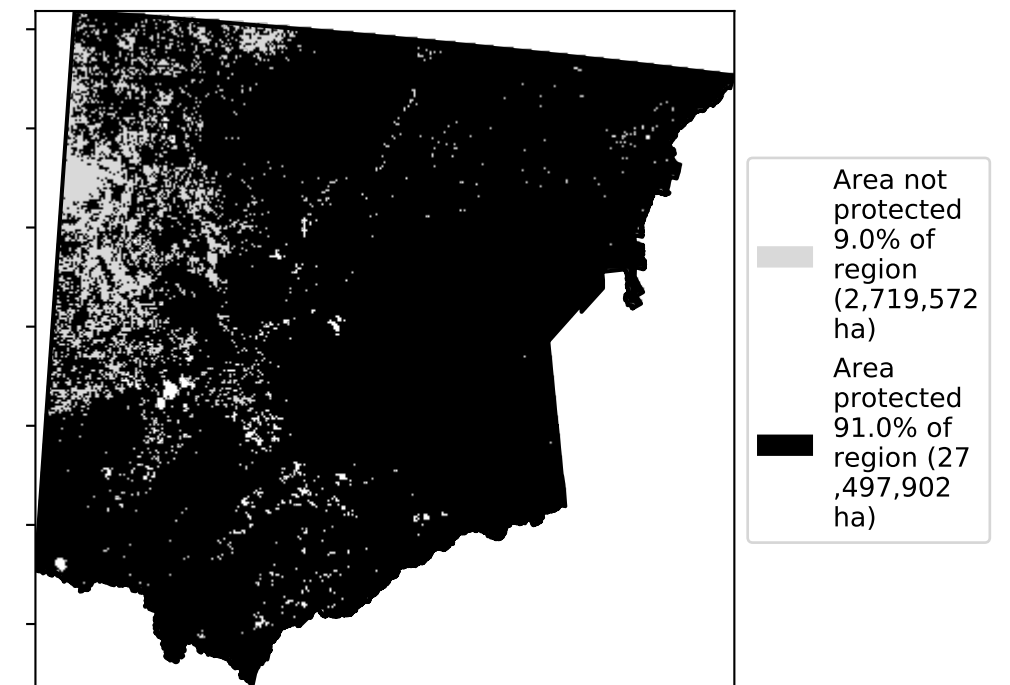 Area not
protected
9.0% of
region
(2,719,572
ha)
Area
protected
91.0% of
region (27
,497,902
ha)